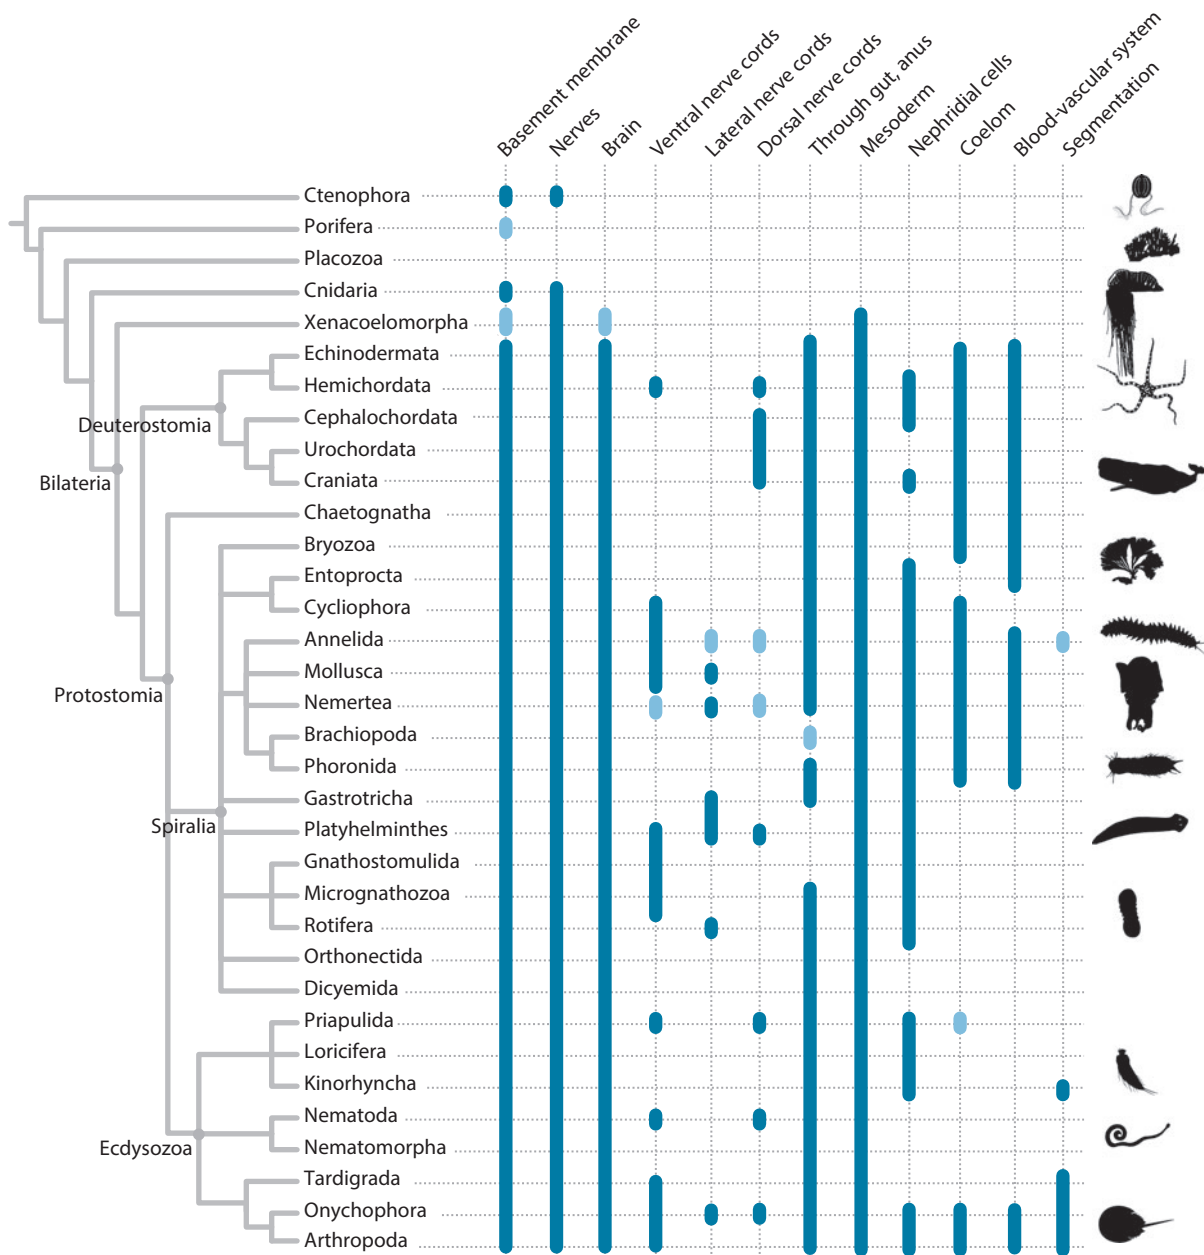 Basement membrane
Nerves
Brain
Ventral nerve cords
Lateral nerve cords
Dorsal nerve cords
Through gut, anus
Mesoderm
Nephridial cells
Coelom
Blood-vascular system
Segmentation
Ctenophora
Porifera
Placozoa
Cnidaria
Xenacoelomorpha
Echinodermata
Hemichordata
Cephalochordata
Deuterostomia
Urochordata
Craniata
Bilateria
Chaetognatha
Bryozoa
Entoprocta
Cycliophora
Annelida
Mollusca
Protostomia
Nemertea
Brachiopoda
Phoronida
Gastrotricha
Spiralia
Platyhelminthes
Gnathostomulida
Micrognathozoa
Rotifera
Orthonectida
Dicyemida
Priapulida
Loricifera
Kinorhyncha
Nematoda
Ecdysozoa
Nematomorpha
Tardigrada
Onychophora
Arthropoda